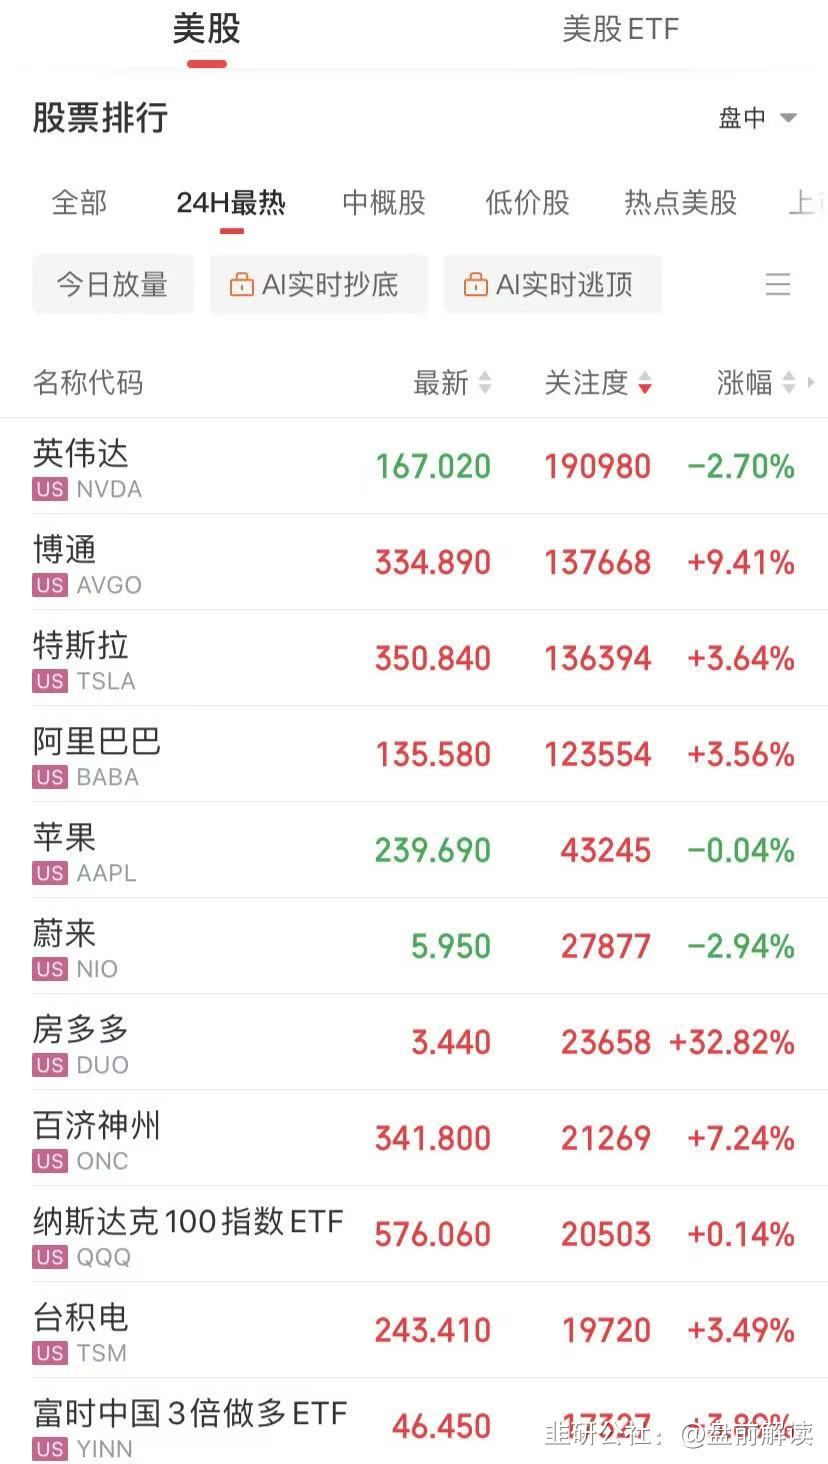 美股 美股ETF
股票排行 盘中
全部 24H最热 中概股 低价股 热点美股
今日放量 AI实时抄底 AI实时逃顶
名称代码 最新 关注度 涨幅
英伟达 167.020 190980 -2.70%
US NVDA
博通 334.890 137668 +9.41%
US AVGO
特斯拉 350.840 136394 +3.64%
US TSLA
阿里巴巴 135.580 123554 +3.56%
US BABA
苹果 239.690 43245 -0.04%
US AAPL
蔚来 5.950 27877 -2.94%
US NIO
房多多 3.440 23658 +32.82%
US DUO
百济神州 341.800 21269 +7.24%
US ONC
纳斯达克100指数ETF 576.060 20503 +0.14%
US QQQ
台积电 243.410 19720 +3.49%
US TSM
富时中国3倍做多ETF 46.450 17327
US YINN
韭研公社：@盘前解读